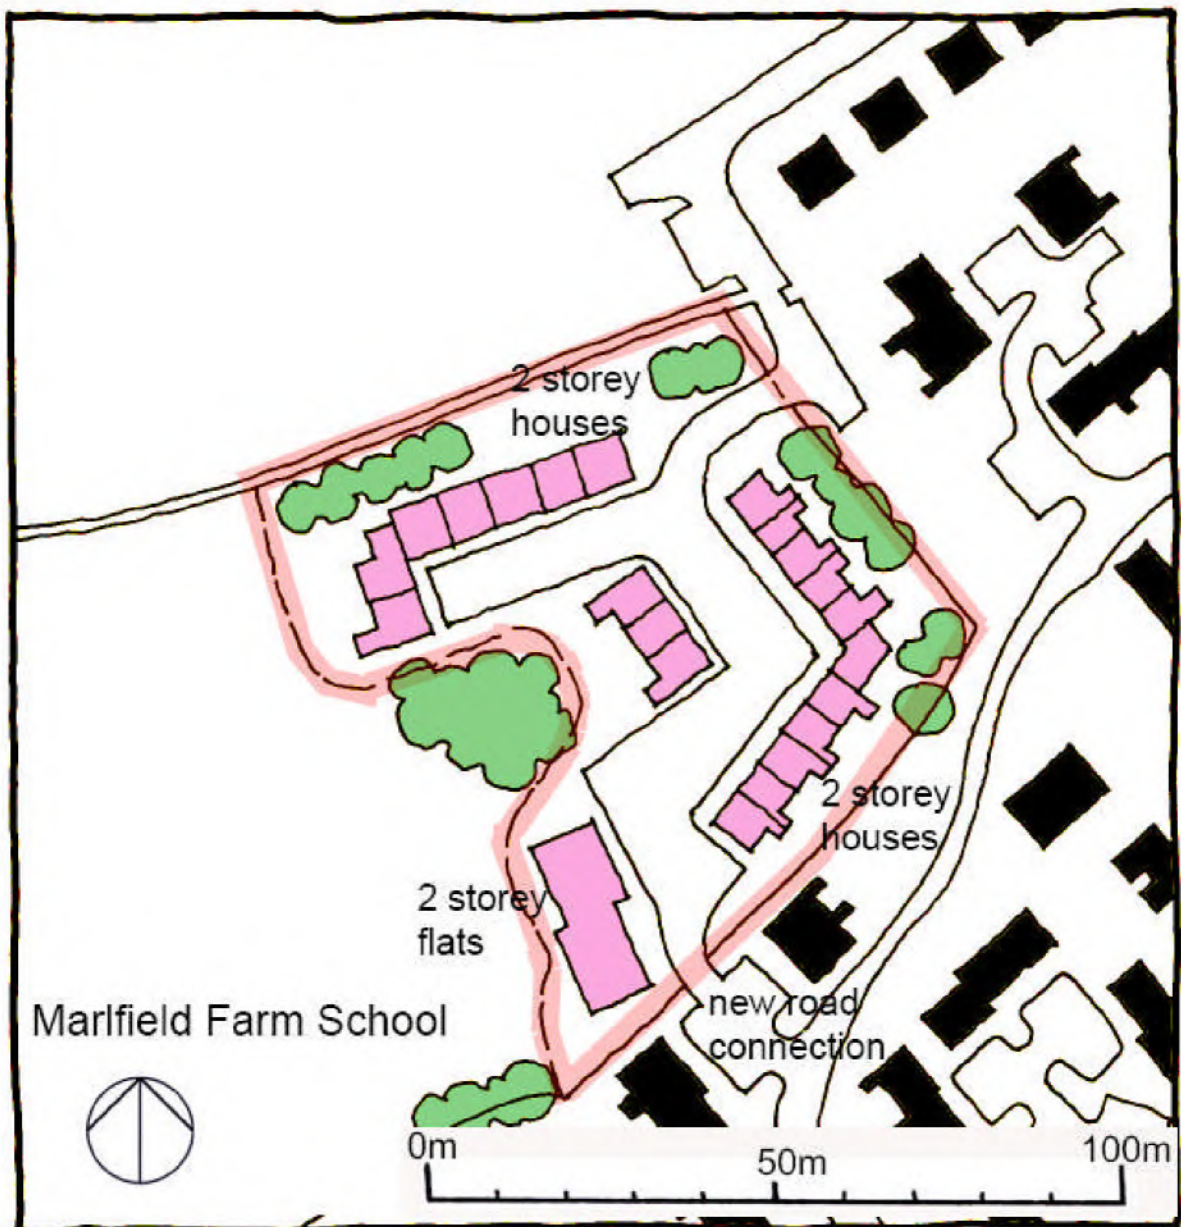 2 storey
houses
2 storey
houses
2 storey
flats
Marlfield Farm School
new road
connection
0m
50m
100m